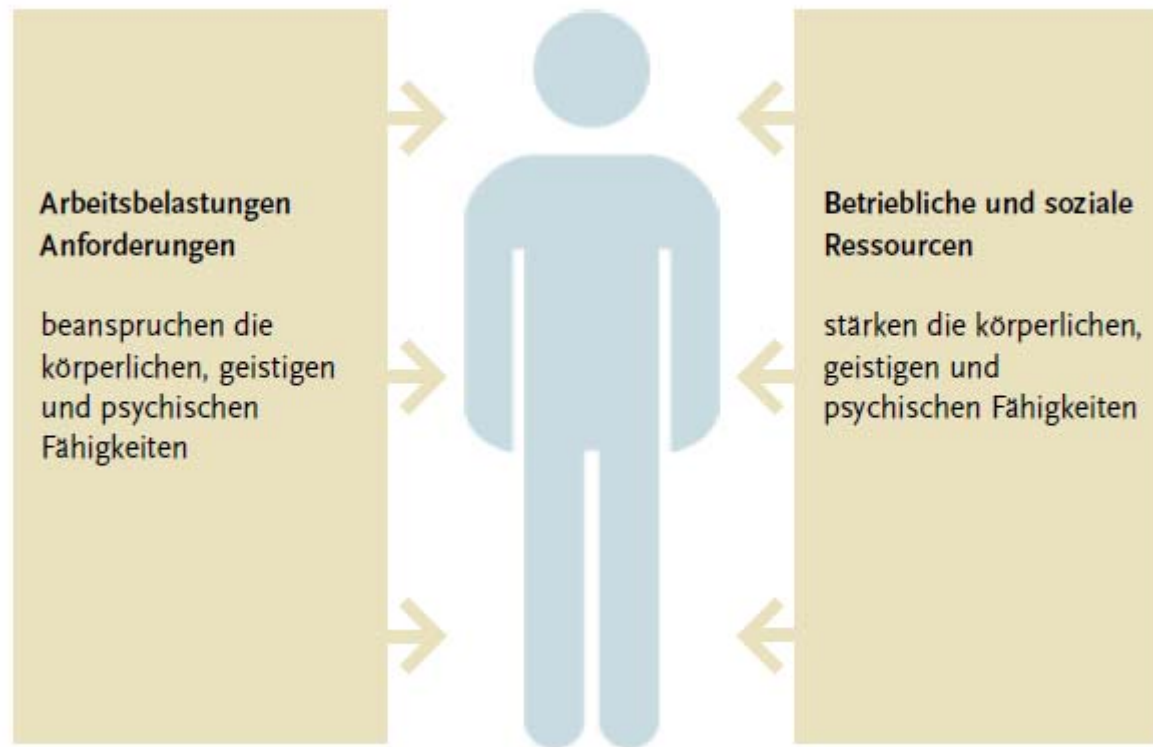 Arbeitsbelastungen
Anforderungen
beanspruchen die
körperlichen, geistigen
und psychischen
Fähigkeiten
Betriebliche und soziale
Ressourcen
stärken die körperlichen,
geistigen und
psychischen Fähigkeiten